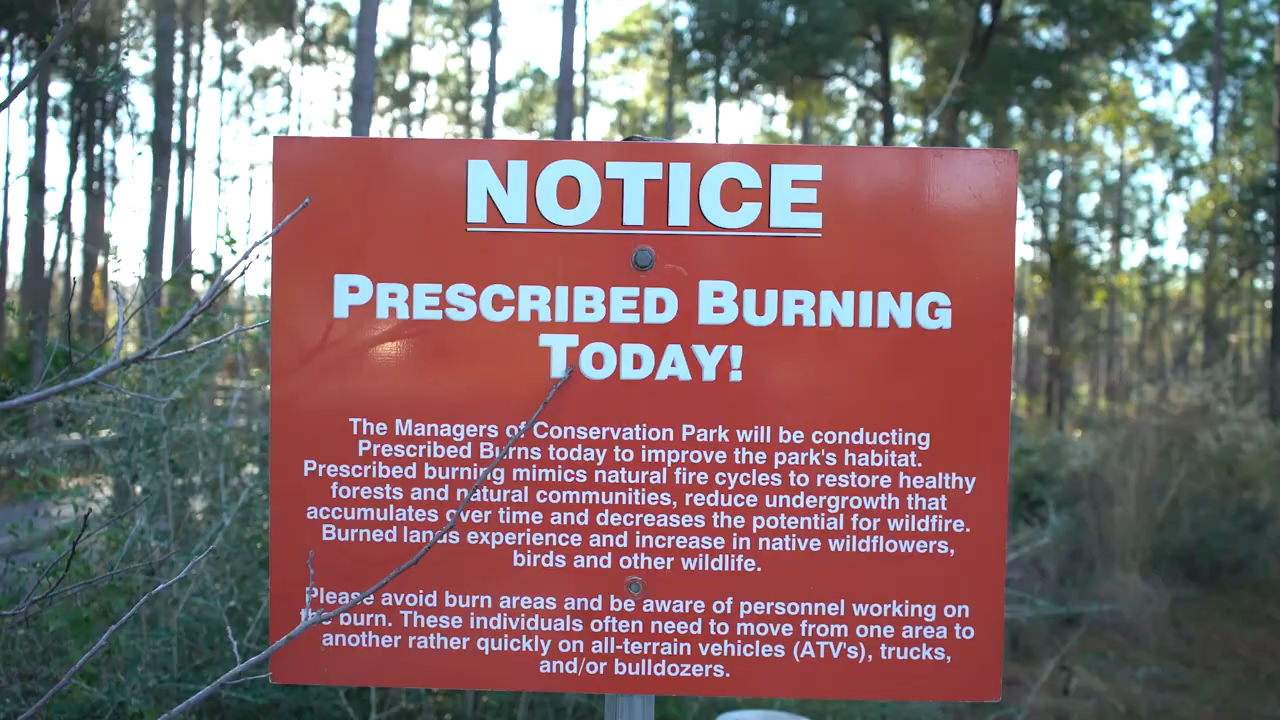 NOTICE
PRESCRIBED BURNING
TODAY!
The Managers of Conservation Park will be conducting
Prescribed Burns today to improve the park's habitat.
Prescribed burning mimics natural fire cycles to restore healthy
forests and natural communities, reduce undergrowth that
accumulates over time and decreases the potential for wildfire.
Burned lands experience and increase in native wildflowers,
birds and other wildlife.
Please avoid burn areas and be aware of personnel working on
the burn. These individuals often need to move from one area to
another rather quickly on all-terrain vehicles (ATV's), trucks,
and/or bulldozers.